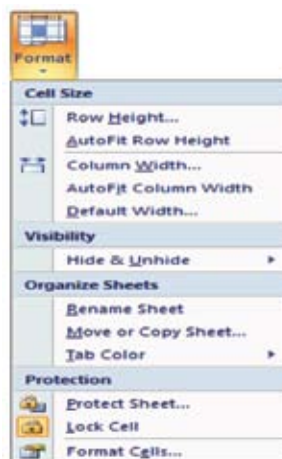 Format
Cell Size
Row Height...
AutoFit Row Height
Column Width...
AutoFit Column Width
Default Width...
Visibility
Hide & Unhide
Organize Sheets
Rename Sheet
Move or Copy Sheet...
Tab Color
Protection
Protect Sheet...
Lock Cell
Format Cells...